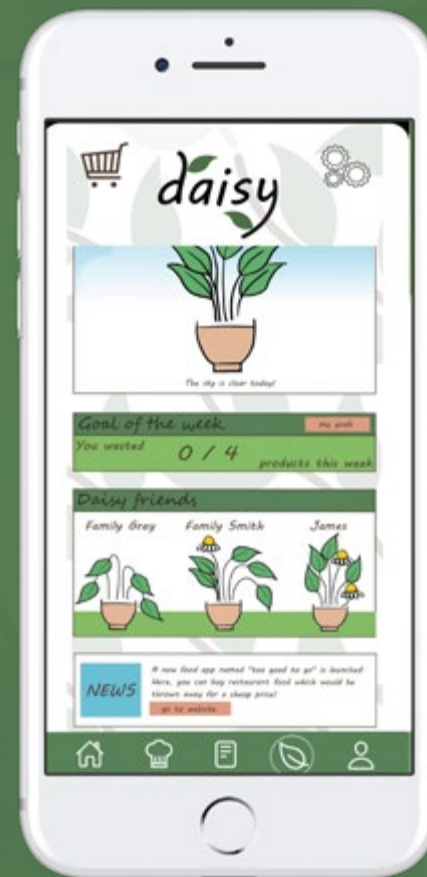 daisy
The sky is clear today!
Goal of the week
my week
You wasted
0 / 4
products this week
Daisy friends
Family Grey Family Smith James
NEWS
A new food app named "too good to go" is launched.
Here, you can buy restaurant food which would be
thrown away for a cheap price!
go to website